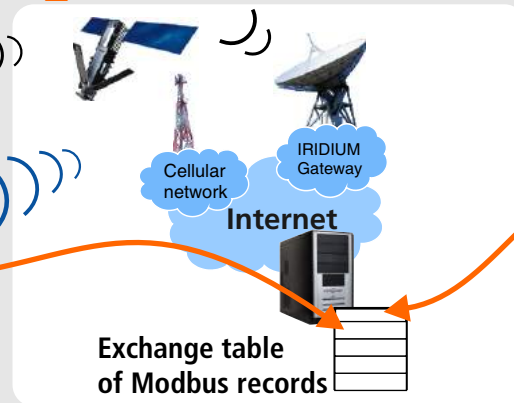 IRIDIUM
Gateway
Cellular
network
Internet
Exchange table
of Modbus records